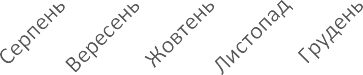 Серпень
Вересень
Жовтень
Листопад
Грудень